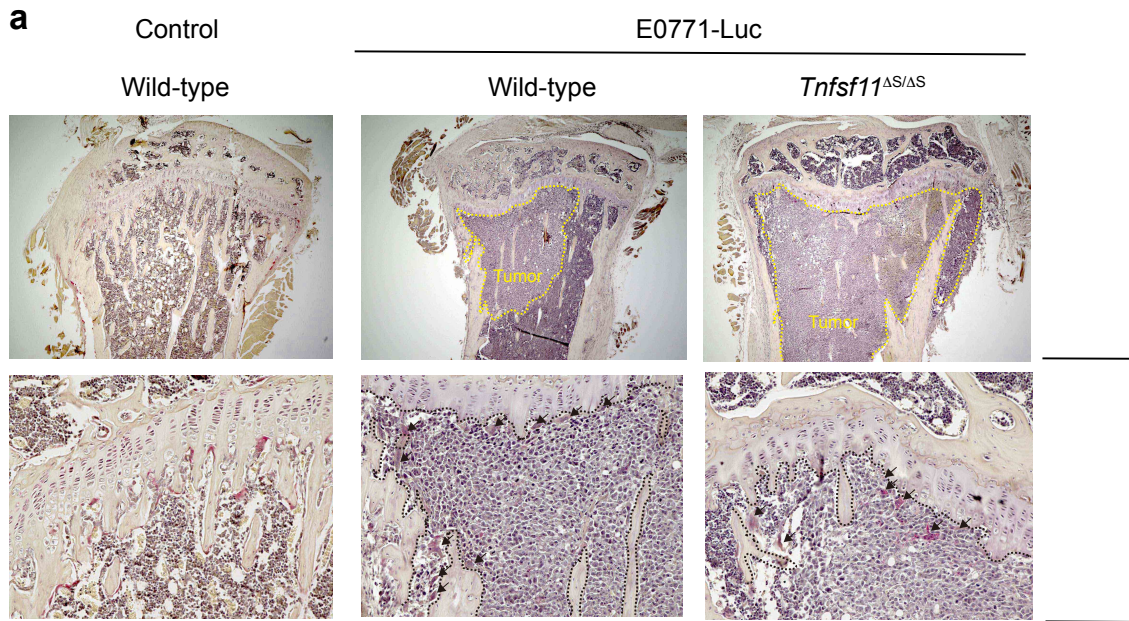 a
Control
E0771-Luc
Wild-type
Wild-type
Tnfsf11ΔS/ΔS
Tumor
Tumor